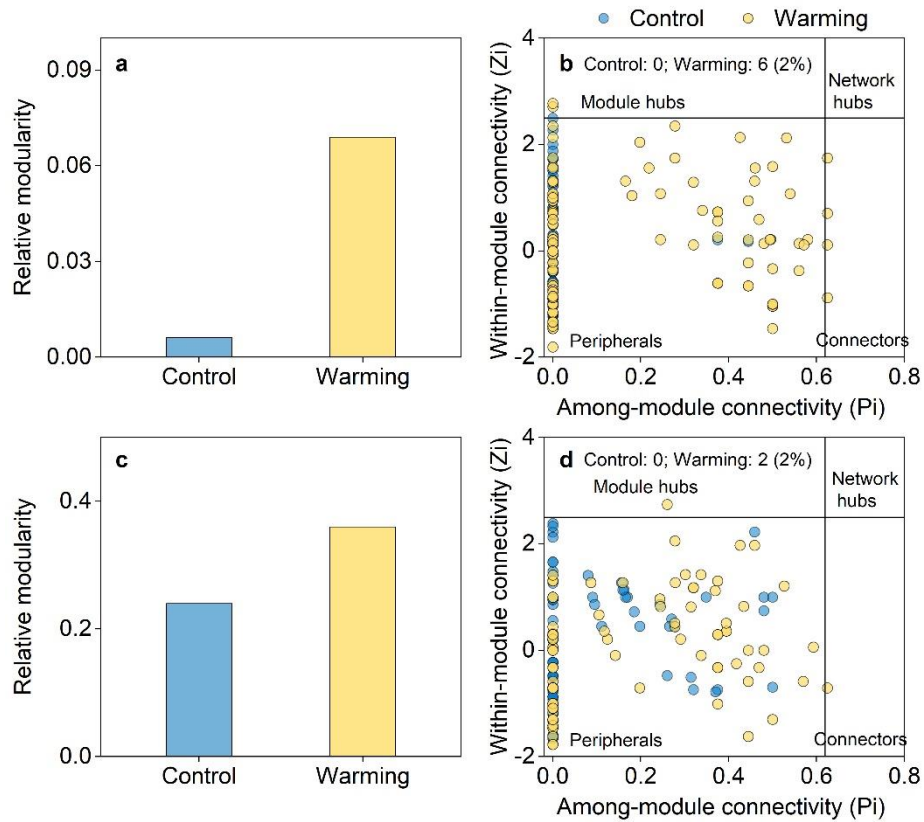 Control Warming
a
0.09
0.06
0.03
0.00
Relative modularity
Control Warming
b Control: 0; Warming: 6 (2%)
Module hubs
Network
hubs
Peripherals
Connectors
4
2
0
-2
Within-module connectivity (Zi)
0.0 0.2 0.4 0.6 0.8
Among-module connectivity (Pi)
c
0.4
0.2
0.0
Relative modularity
Control Warming
d Control: 0; Warming: 2 (2%)
Module hubs
Network
hubs
Peripherals
Connectors
4
2
0
-2
Within-module connectivity (Zi)
0.0 0.2 0.4 0.6 0.8
Among-module connectivity (Pi)